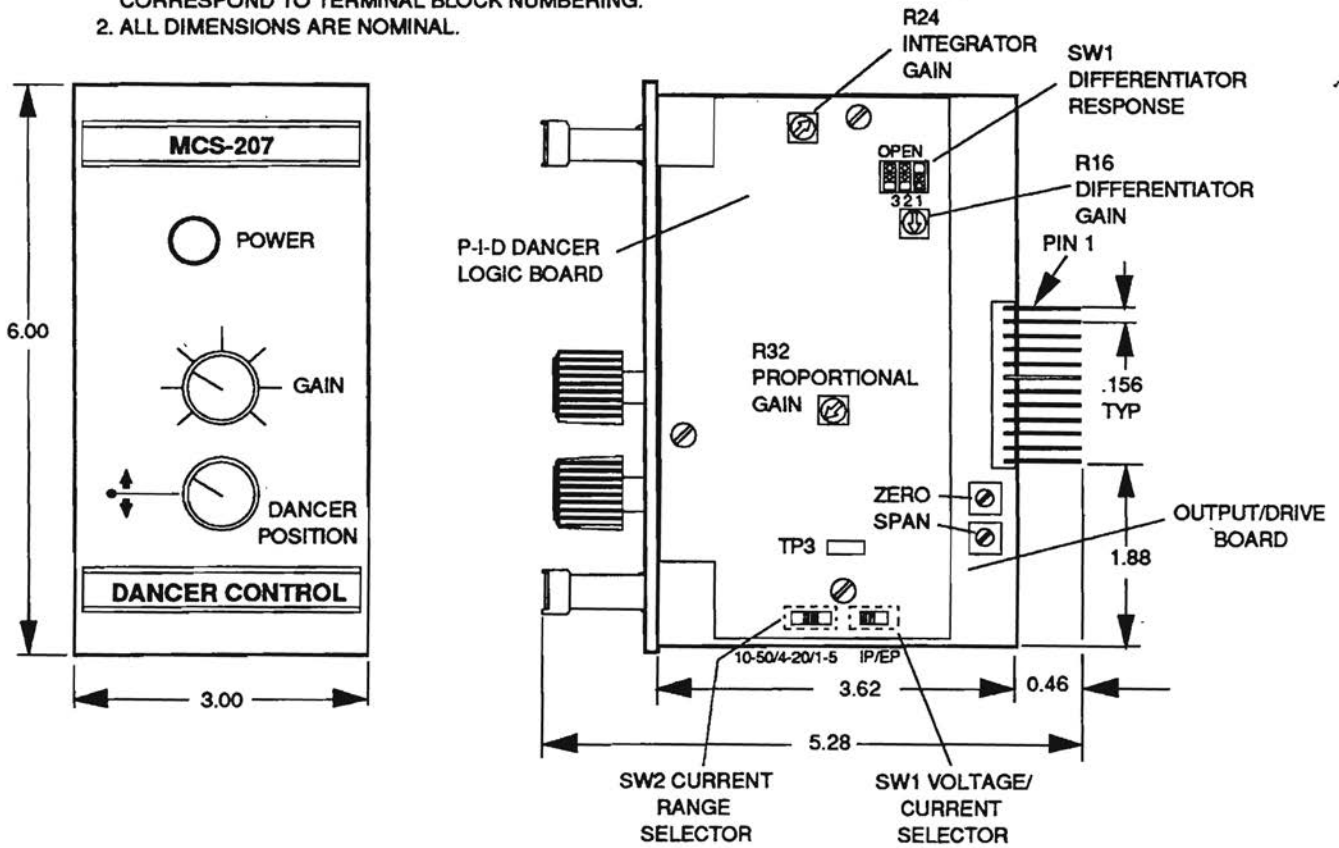 CORRESPOND TO TERMINAL BLOCK NUMBERING.
2. ALL DIMENSIONS ARE NOMINAL.
MCS-207
POWER
GAIN
DANCER
POSITION
DANCER CONTROL
6.00
3.00
R24
INTEGRATOR
GAIN
SW1
DIFFERENTIATOR
RESPONSE
OPEN
3 2 1
R16
DIFFERENTIATOR
GAIN
PIN 1
P-I-D DANCER
LOGIC BOARD
R32
PROPORTIONAL
GAIN
.156
TYP
ZERO
SPAN
TP3
OUTPUT/DRIVE
BOARD
1.88
10-50/4-20/1-5
IP/EP
3.62
0.46
5.28
SW2 CURRENT
RANGE
SELECTOR
SW1 VOLTAGE/
CURRENT
SELECTOR